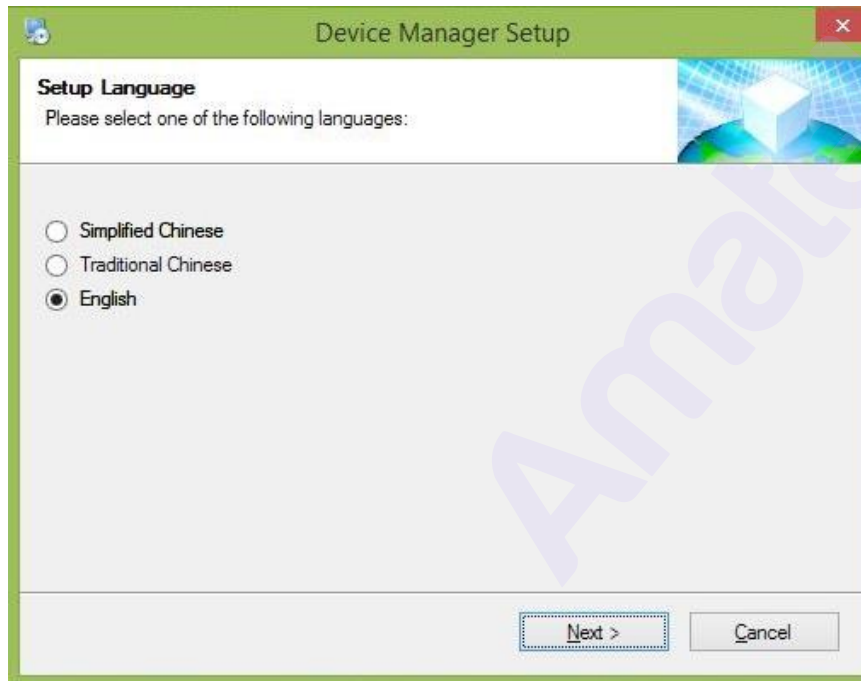 Device Manager Setup
Setup Language
Please select one of the following languages:
Simplified Chinese
Traditional Chinese
English
Next >
Cancel